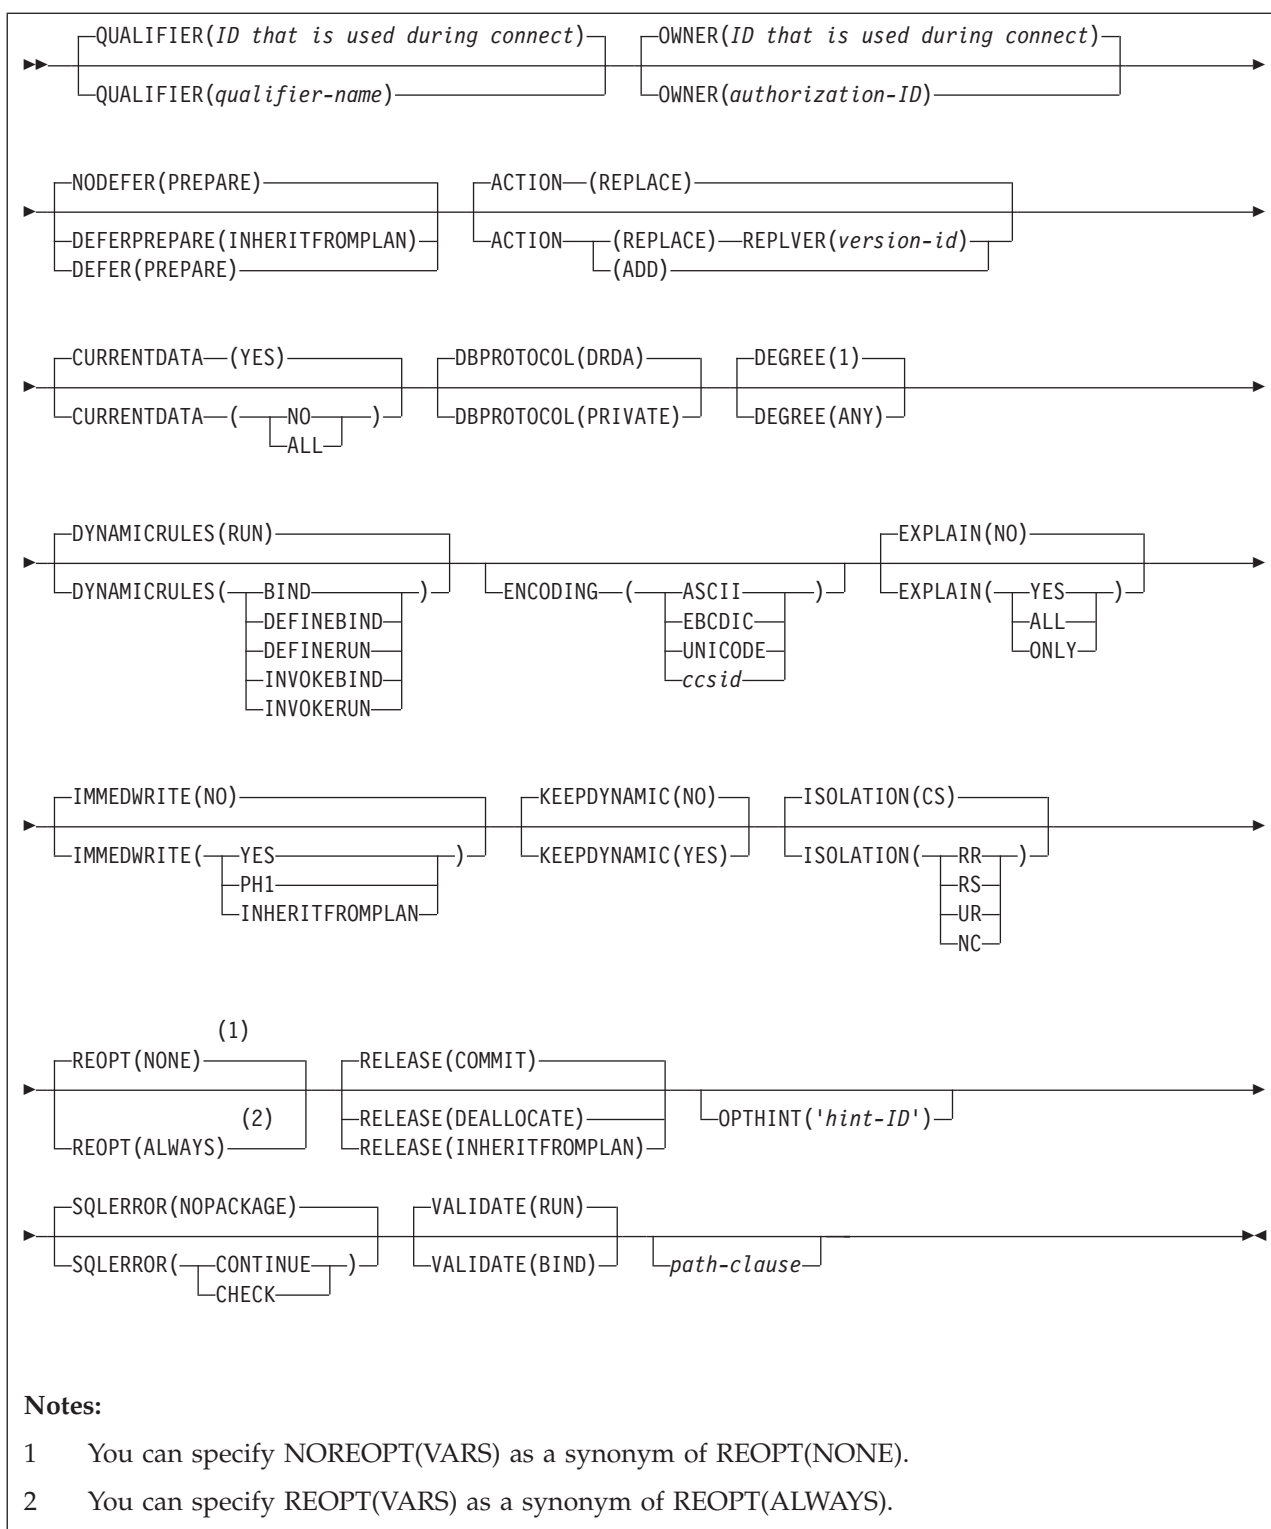 QUALIFIER(ID that is used during connect) OWNER(ID that is used during connect)
QUALIFIER(qualifier-name) OWNER(authorization-ID)
NODEFER(PREPARE) ACTION (REPLACE)
DEFERPREPARE(INHERITFROMPLAN) ACTION (REPLACE) REPLVER(version-id)
DEFER(PREPARE) (ADD)
CURRENTDATA (YES) DBPROTOCOL(DRDA) DEGREE(1)
CURRENTDATA ( NO ) DBPROTOCOL(PRIVATE) DEGREE(ANY)
ALL
DYNAMICRULES(RUN) EXPLAIN(NO)
DYNAMICRULES( BIND ) ENCODING ( ASCII ) EXPLAIN( YES )
DEFINEBIND EBCDIC ALL
DEFINERUN UNICODE ONLY
INVOKEBIND ccsid
INVOKERUN
IMMEDWRITE(NO) KEEPDYNAMIC(NO) ISOLATION(CS)
IMMEDWRITE( YES ) KEEPDYNAMIC(YES) ISOLATION( RR )
PH1 RS
INHERITFROMPLAN UR
NC
(1)
REOPT(NONE) RELEASE(COMMIT)
(2) RELEASE(DEALLOCATE) OPTHINT('hint-ID')
REOPT(ALWAYS) RELEASE(INHERITFROMPLAN)
SQLERROR(NOPACKAGE) VALIDATE(RUN)
SQLERROR( CONTINUE ) VALIDATE(BIND) path-clause
CHECK
Notes:
1 You can specify NOREOPT(VARS) as a synonym of REOPT(NONE).
2 You can specify REOPT(VARS) as a synonym of REOPT(ALWAYS).